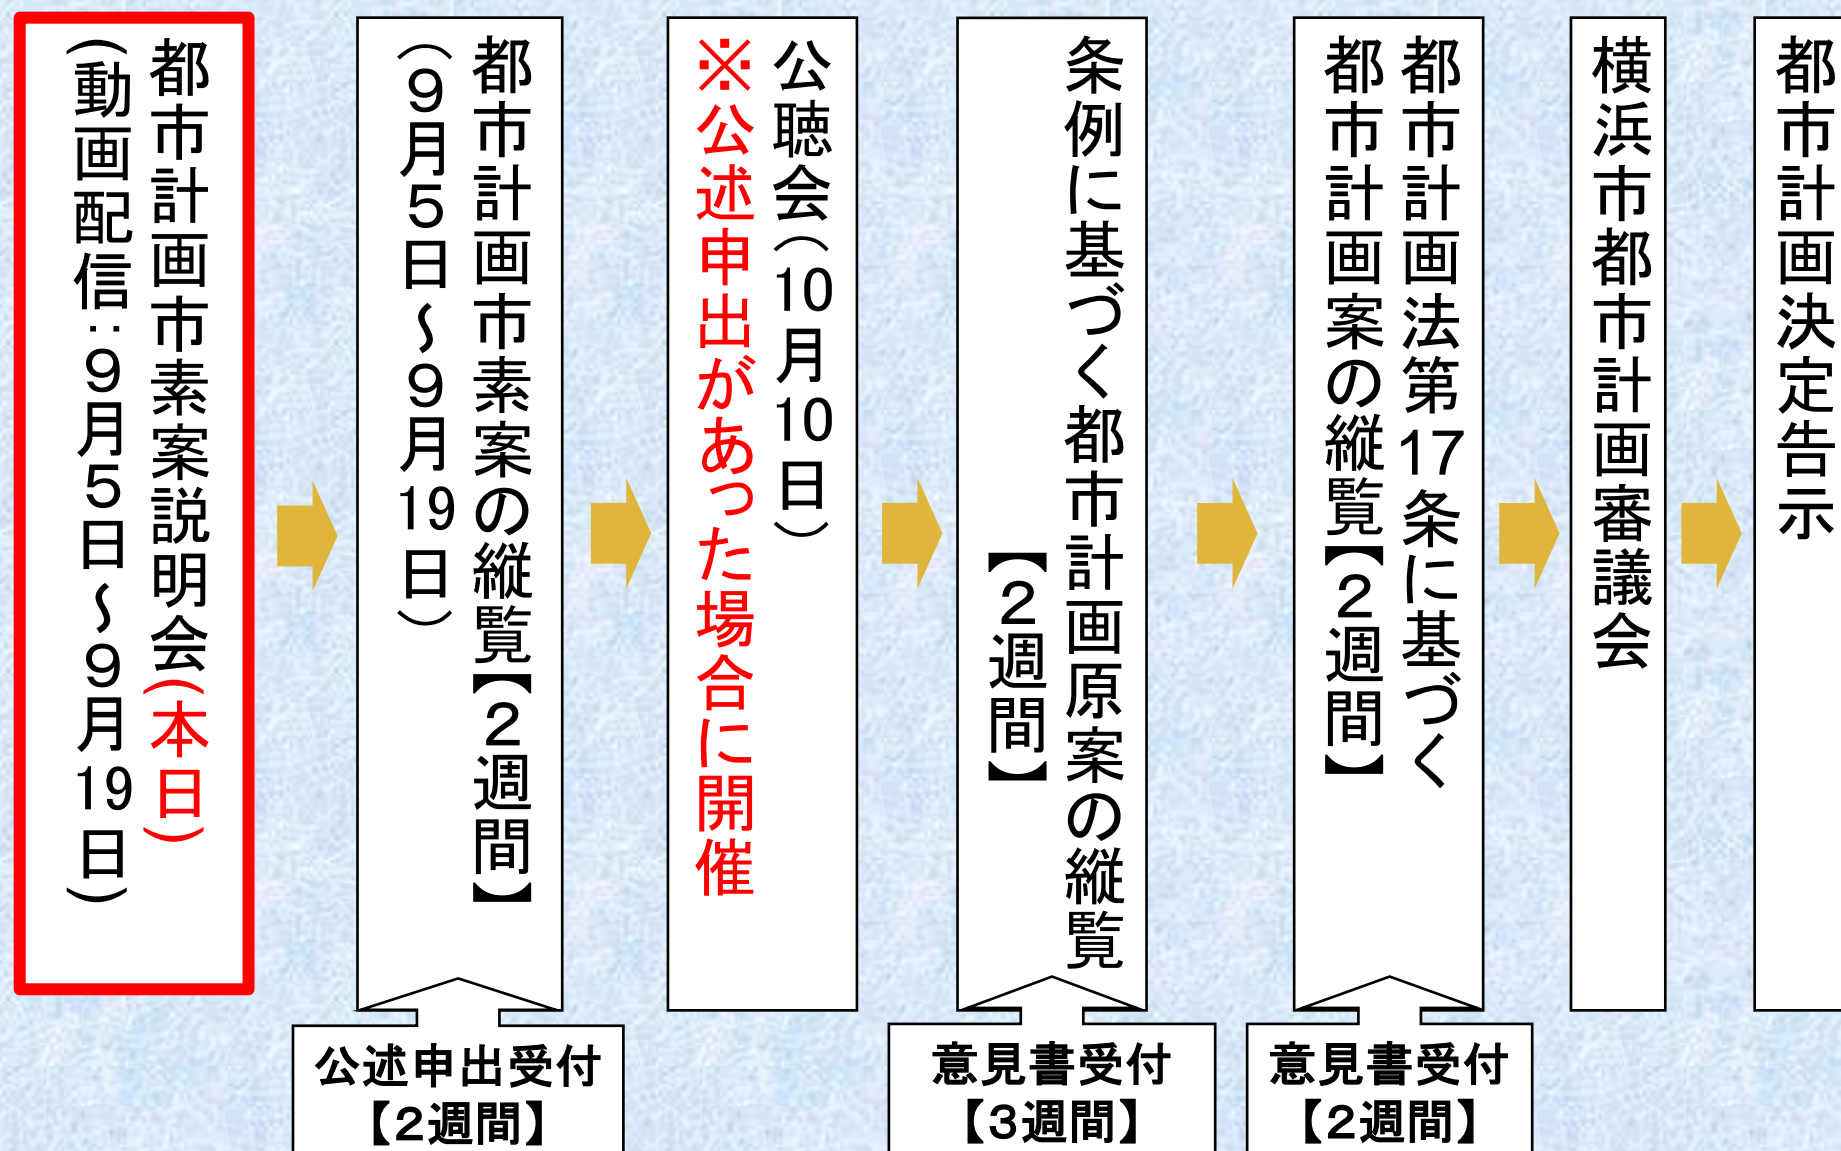 都市計画市素案説明会(本日)
(動画配信:9月5日~9月19日)
都市計画市素案の縦覧【2週間】
(9月5日~9月19日)
公述申出受付
【2週間】
公聴会(10月10日)
※公述申出があった場合に開催
条例に基づく都市計画原案の縦覧
【2週間】
意見書受付
【3週間】
都市計画法第17条に基づく
都市計画案の縦覧【2週間】
意見書受付
【2週間】
横浜市都市計画審議会
都市計画決定告示